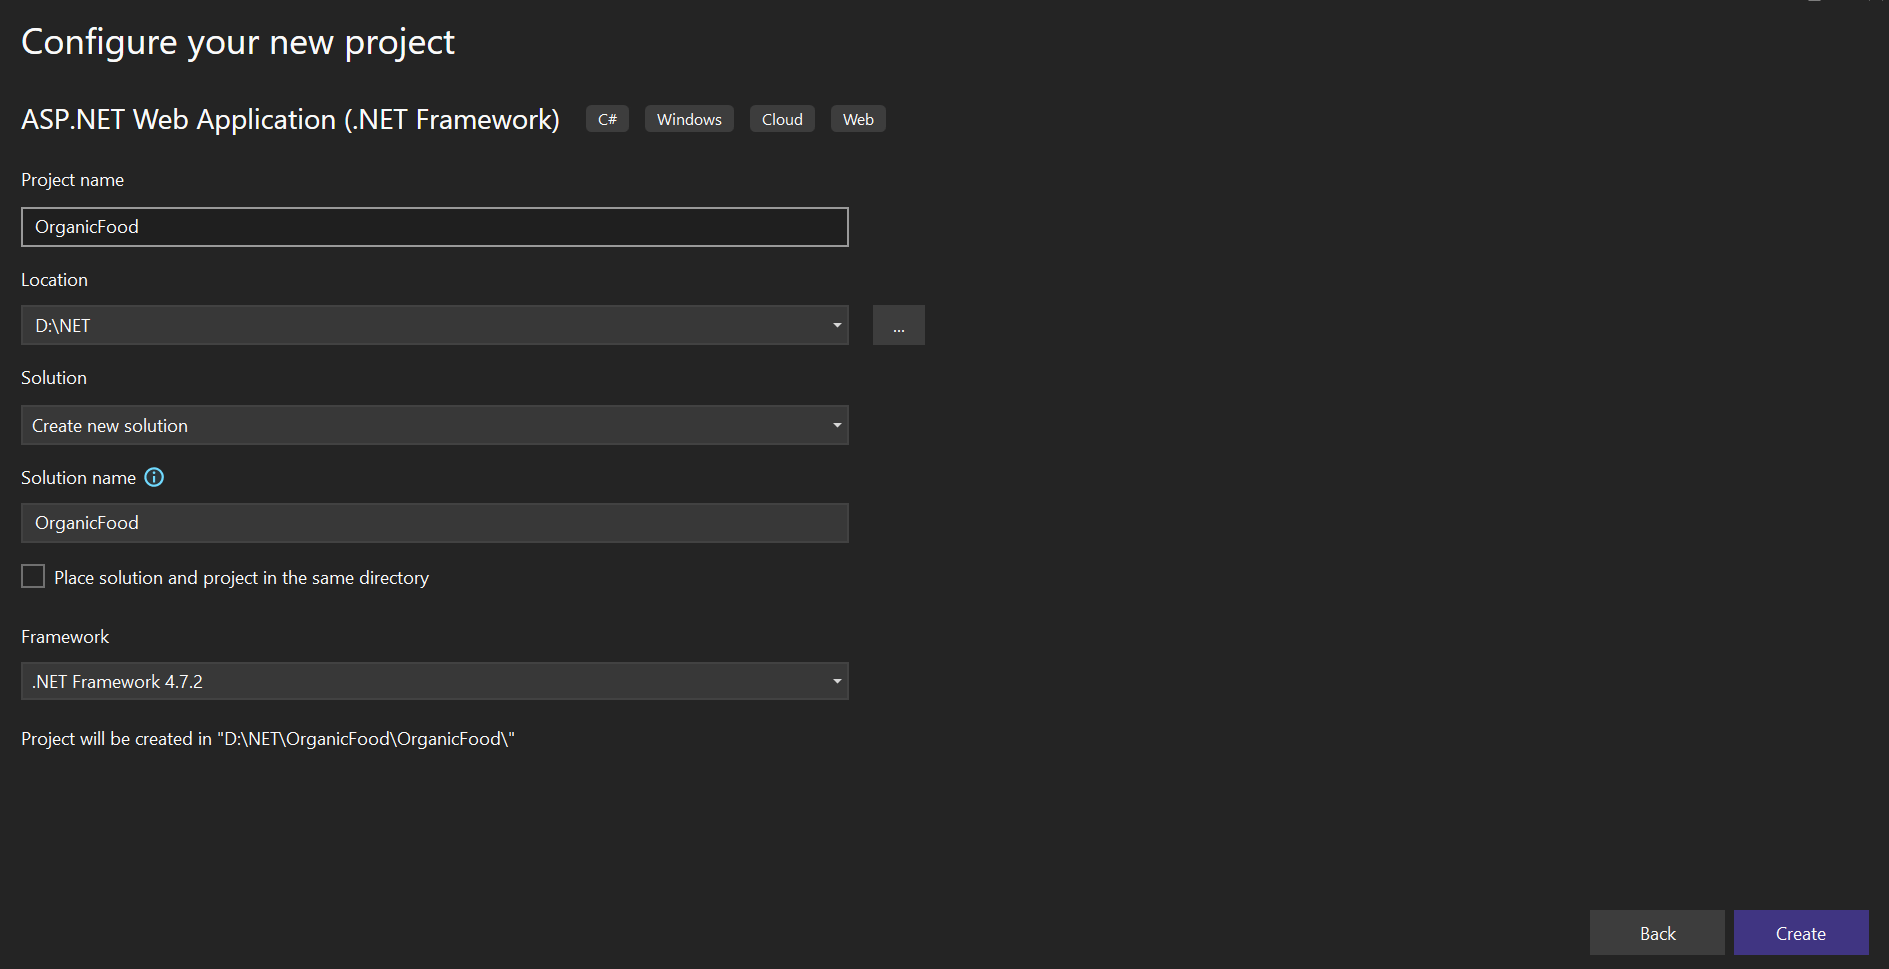 Configure your new project
ASP.NET Web Application (.NET Framework) C# Windows Cloud Web
Project name
OrganicFood
Location
D:\NET
...
Solution
Create new solution
Solution name
OrganicFood
Place solution and project in the same directory
Framework
.NET Framework 4.7.2
Project will be created in "D:\NET\OrganicFood\OrganicFood\"
Back Create